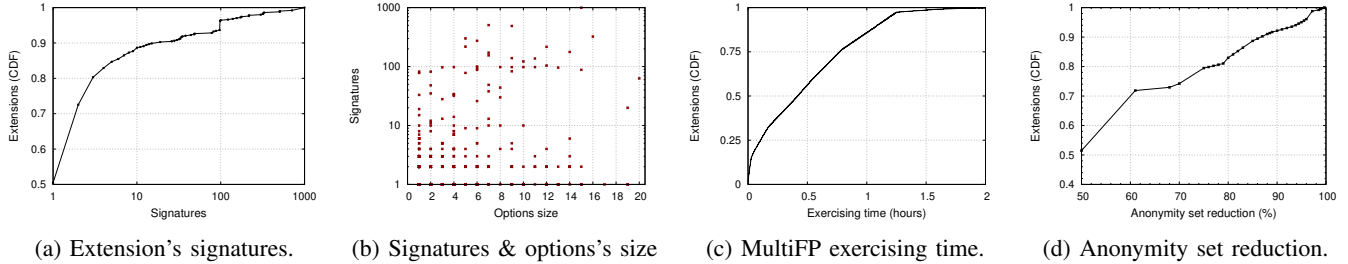 1
0.9
0.8
0.7
0.6
0.5
1
10
100
1000
Extensions (CDF)
Signatures
(a) Extension's signatures.
1000
100
10
1
0 2 4 6 8 10 11 12 14 16 18 20
Signatures
Options size
(b) Signatures & options's size
1
0.75
0.5
0.25
0
0 0.5 1 1.5 2
Extensions (CDF)
Exercising time (hours)
(c) MultiFP exercising time.
1
0.9
0.8
0.7
0.6
0.5
0.4
50 60 70 80 90 100
Extensions (CDF)
Anonymity set reduction (%)
(d) Anonymity set reduction.